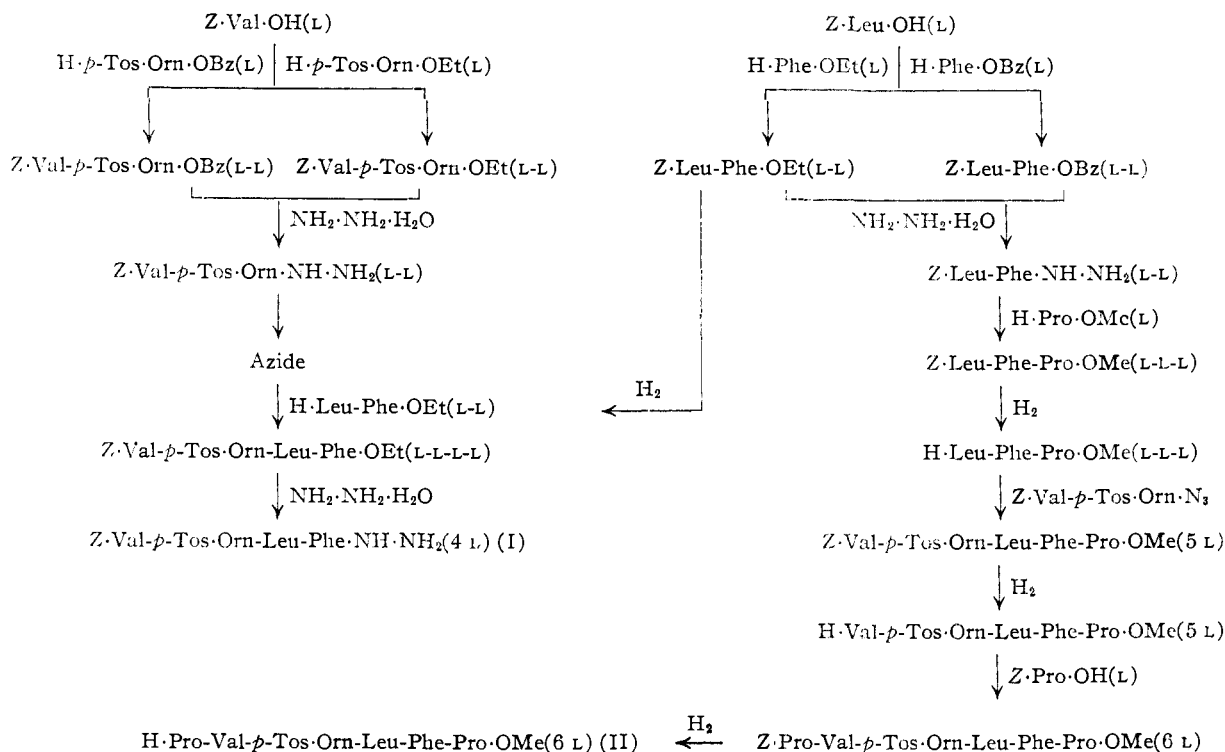 Z·Val·OH(L)
H·p-Tos·Orn·OBz(L) H·p-Tos·Orn·OEt(L)
Z·Val-p-Tos·Orn·OBz(L-L) Z·Val-p-Tos·Orn·OEt(L-L)
NH₂·NH₂·H₂O
Z·Val-p-Tos·Orn·NH·NH₂(L-L)
Azide
H·Leu-Phe·OEt(L-L)
Z·Val-p-Tos·Orn-Leu-Phe·OEt(L-L-L-L)
NH₂·NH₂·H₂O
Z·Val-p-Tos·Orn-Leu-Phe·NH·NH₂(4 L) (I)
Z·Leu·OH(L)
H·Phe·OEt(L) H·Phe·OBz(L)
Z·Leu-Phe·OEt(L-L) Z·Leu-Phe·OBz(L-L)
NH₂·NH₂·H₂O
Z·Leu-Phe·NH·NH₂(L-L)
H·Pro·OMe(L)
Z·Leu-Phe-Pro·OMe(L-L-L)
H₂
H₂
H·Leu-Phe-Pro·OMe(L-L-L)
Z·Val-p-Tos·Orn·N₃
Z·Val-p-Tos·Orn-Leu-Phe-Pro·OMe(5 L)
H₂
H·Val-p-Tos·Orn-Leu-Phe-Pro·OMe(5 L)
Z·Pro·OH(L)
H·Pro-Val-p-Tos·Orn-Leu-Phe-Pro·OMe(6 L) (II) H₂ Z·Pro-Val-p-Tos·Orn-Leu-Phe-Pro·OMe(6 L)